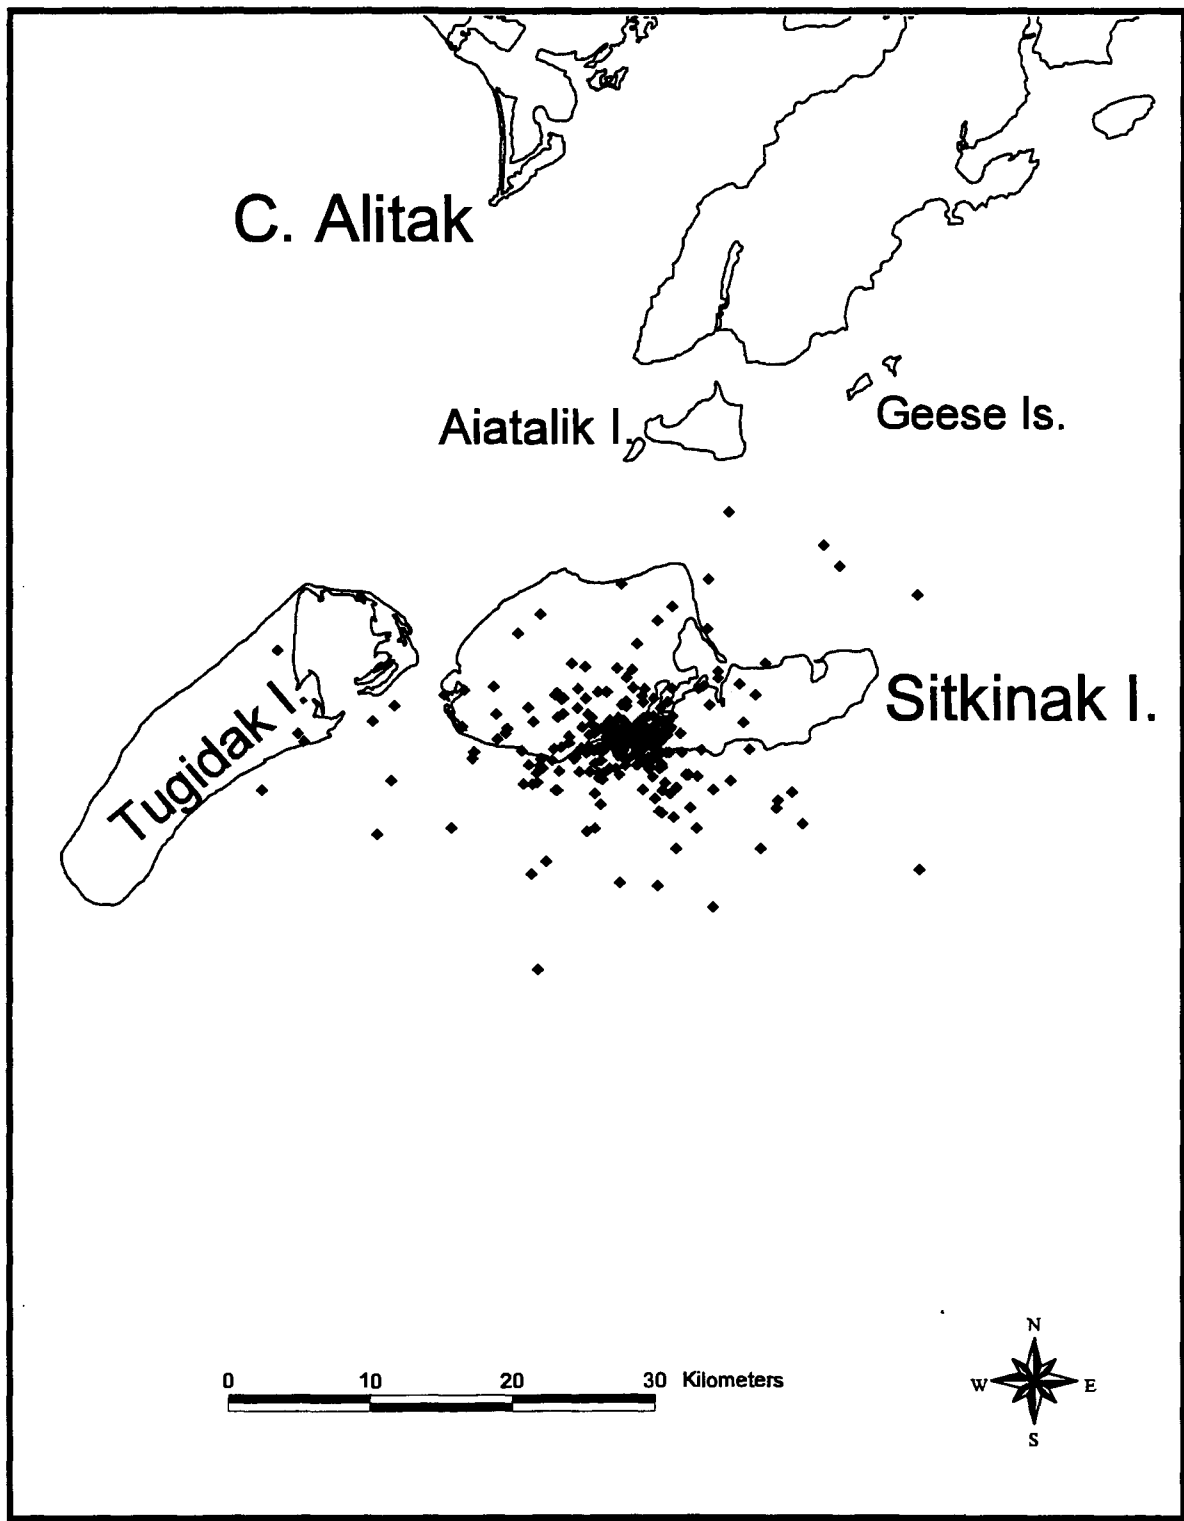 C. Alitak
Aiatalik I.
Geese Is.
Sitkinak I.
Tugidak I.
0 10 20 30 Kilometers
N
W E
S